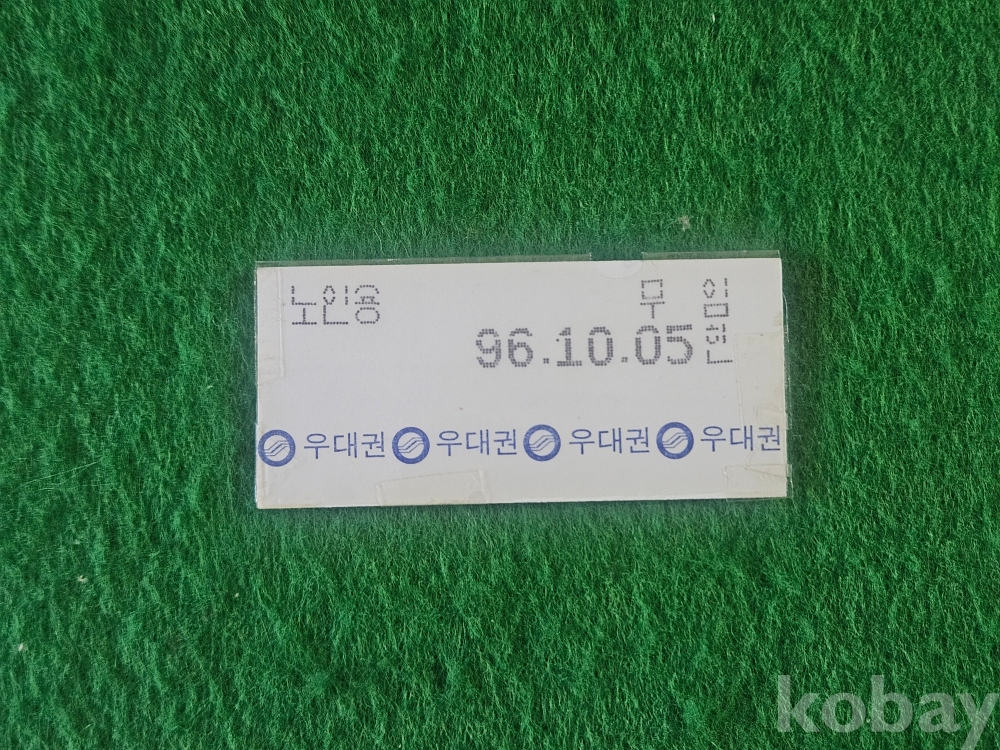 노인용 무 임
96.10.05 편
우대권 우대권 우대권 우대권
kobay